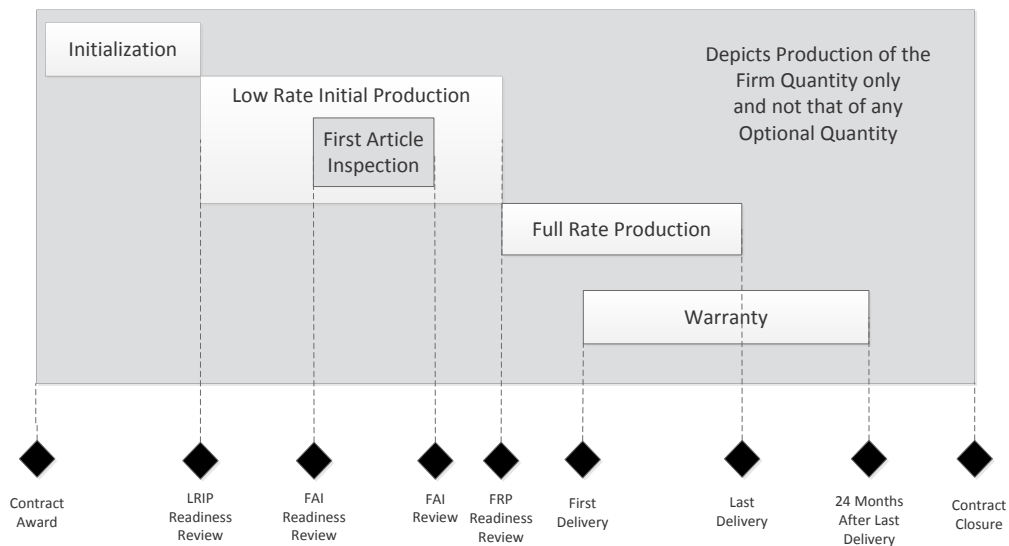 Initialization
Depicts Production of the
Firm Quantity only
and not that of any
Optional Quantity
Low Rate Initial Production
First Article
Inspection
Full Rate Production
Warranty
Contract
Award
LRIP
Readiness
Review
FAI
Readiness
Review
FAI
Review
FRP
Readiness
Review
First
Delivery
Last
Delivery
24 Months
After Last
Delivery
Contract
Closure